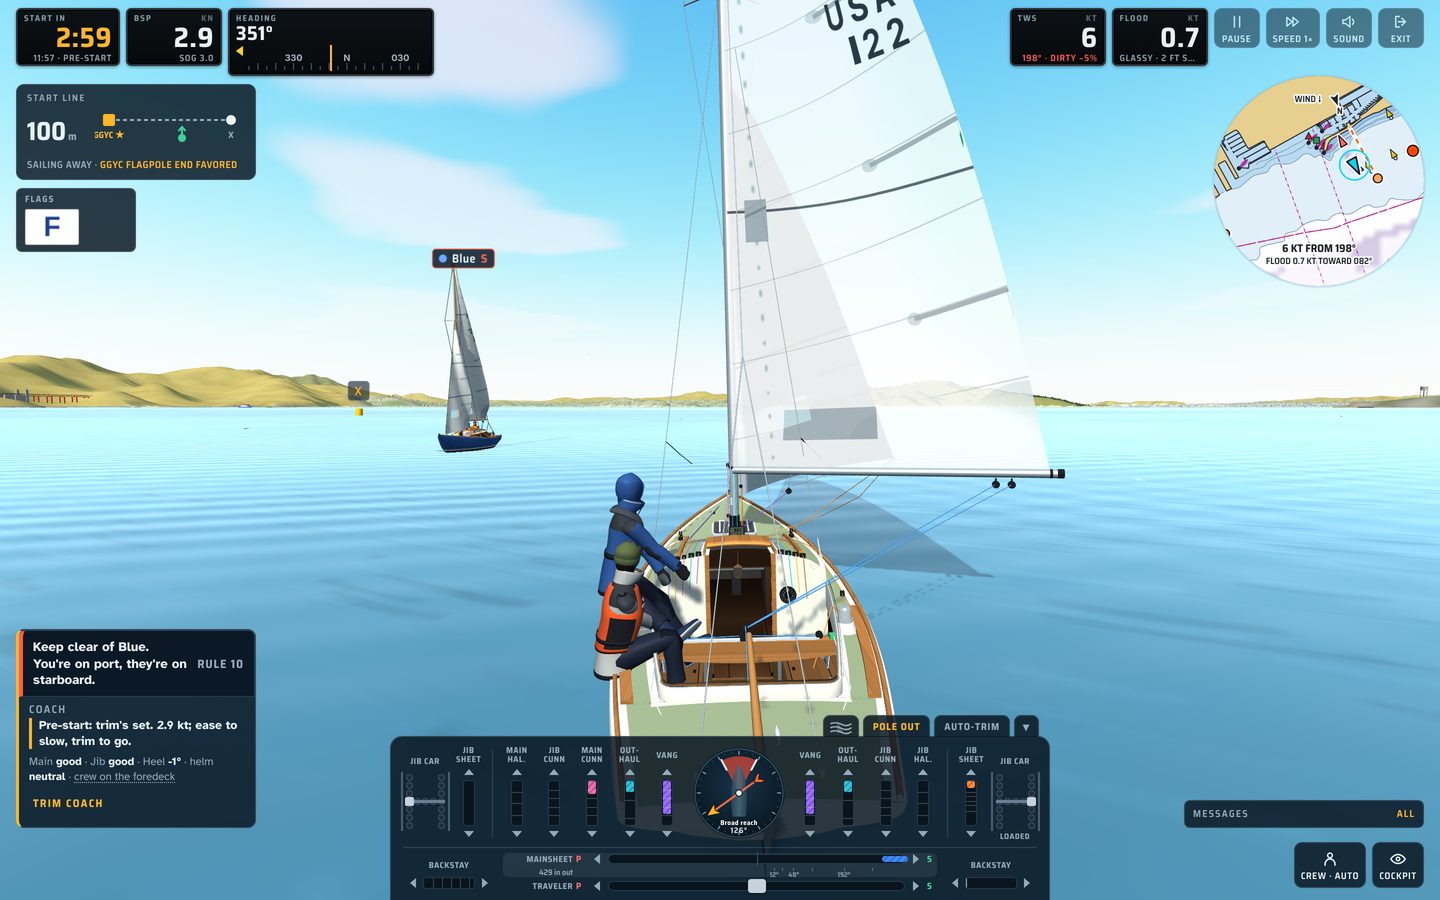 START IN
2:59
11:57 · PRE-START
BSP KN
2.9
SOG 3.0
HEADING
351°
330 N 030
TWS KT
6
198° · DIRTY -5%
FLOOD KT
0.7
GLASSY · 2 FT S...
PAUSE
SPEED 1×
SOUND
EXIT
START LINE
100 m
GGYC ★ X
SAILING AWAY · GGYC FLAGPOLE END FAVORED
FLAGS
F
USA
122
Blue S
X
WIND ↓
N
6 KT FROM 198°
FLOOD 0.7 KT TOWARD 082°
Keep clear of Blue.
You're on port, they're on starboard.
RULE 10
COACH
Pre-start: trim's set. 2.9 kt; ease to
slow, trim to go.
Main good · Jib good · Heel -1° · helm
neutral · crew on the foredeck
TRIM COACH
POLE OUT
AUTO-TRIM
JIB CAR
JIB SHEET
MAIN HAL.
JIB CUNN
MAIN CUNN
OUT-HAUL
VANG
Broad reach
126°
VANG
OUT-HAUL
JIB CUNN
JIB HAL.
JIB SHEET
JIB CAR
LOADED
BACKSTAY
MAINSHEET P S
429 in out
12° 48° 192°
TRAVELER P S
BACKSTAY
MESSAGES ALL
CREW · AUTO
COCKPIT